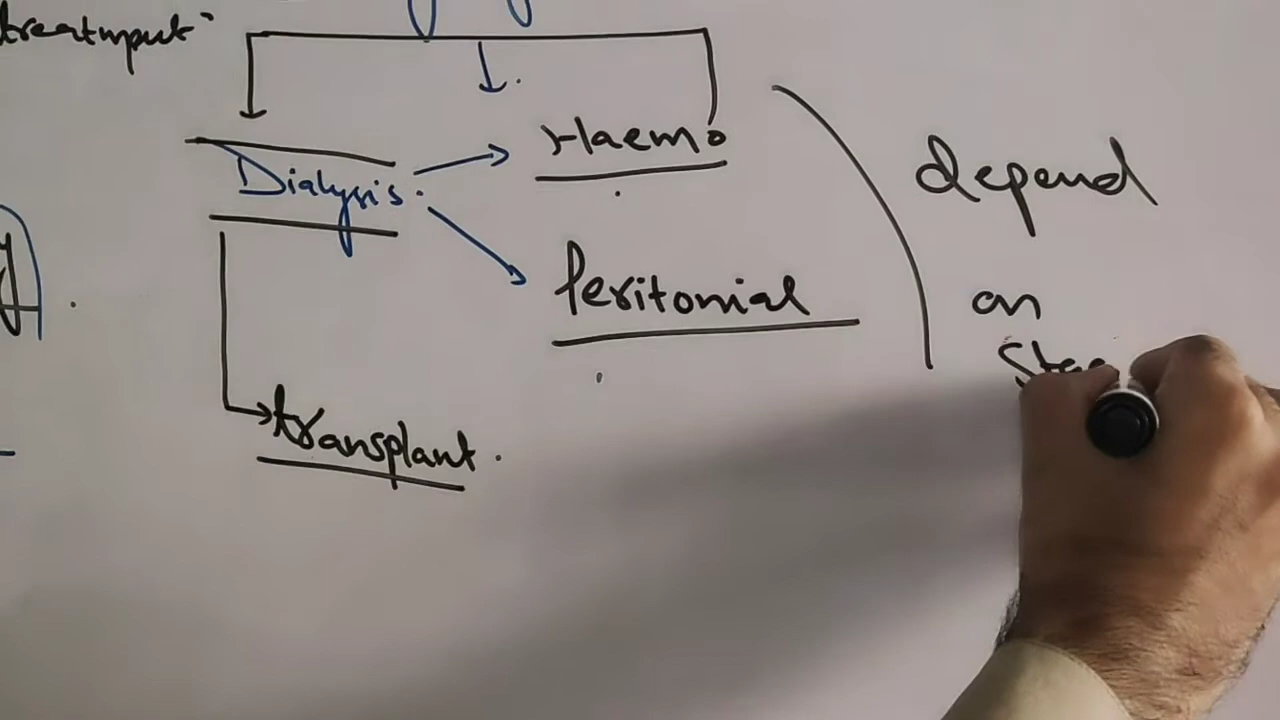 treatment
Haemo
Dialysis.
depend
Peritonial
on
transplant.